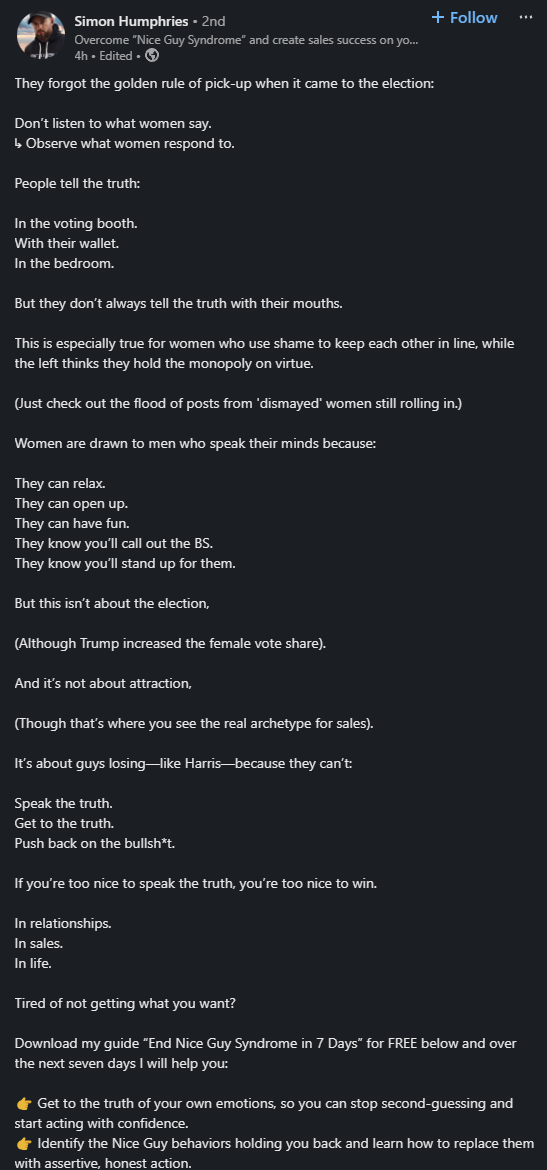 Simon Humphries • 2nd
+ Follow
Overcome “Nice Guy Syndrome” and create sales success on yo...
4h • Edited •
They forgot the golden rule of pick-up when it came to the election:
Don’t listen to what women say.
↳ Observe what women respond to.
People tell the truth:
In the voting booth.
With their wallet.
In the bedroom.
But they don’t always tell the truth with their mouths.
This is especially true for women who use shame to keep each other in line, while
the left thinks they hold the monopoly on virtue.
(Just check out the flood of posts from 'dismayed' women still rolling in.)
Women are drawn to men who speak their minds because:
They can relax.
They can open up.
They can have fun.
They know you’ll call out the BS.
They know you’ll stand up for them.
But this isn’t about the election,
(Although Trump increased the female vote share).
And it’s not about attraction,
(Though that’s where you see the real archetype for sales).
It’s about guys losing—like Harris—because they can’t:
Speak the truth.
Get to the truth.
Push back on the bullsh*t.
If you’re too nice to speak the truth, you’re too nice to win.
In relationships.
In sales.
In life.
Tired of not getting what you want?
Download my guide “End Nice Guy Syndrome in 7 Days” for FREE below and over
the next seven days I will help you:
👉 Get to the truth of your own emotions, so you can stop second-guessing and
start acting with confidence.
👉 Identify the Nice Guy behaviors holding you back and learn how to replace them
with assertive, honest action.